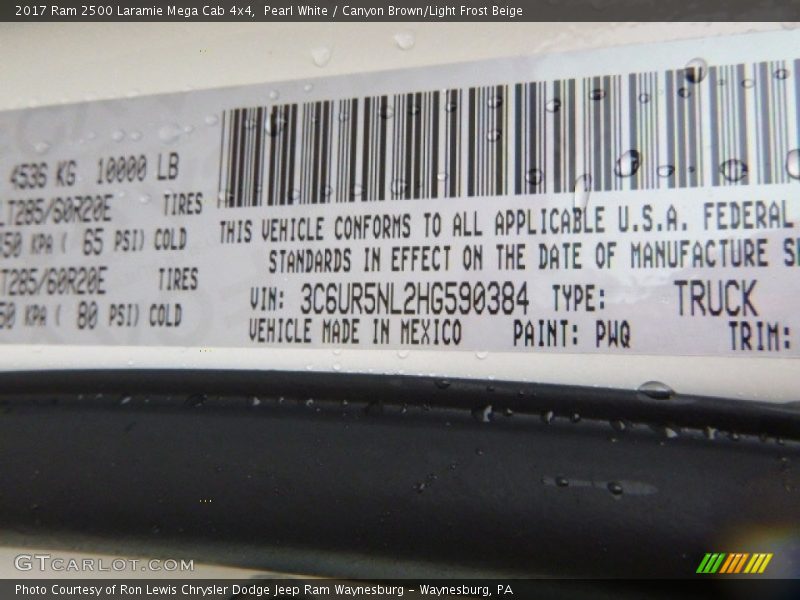 2017 Ram 2500 Laramie Mega Cab 4x4,  Pearl White / Canyon Brown/Light Frost Beige
4536 KG  10000 LB
LT285/60R20E  TIRES
450 KPA ( 65 PSI) COLD
LT285/60R20E  TIRES
50 KPA ( 80 PSI) COLD
THIS VEHICLE CONFORMS TO ALL APPLICABLE U.S.A. FEDERAL
STANDARDS IN EFFECT ON THE DATE OF MANUFACTURE
VIN: 3C6UR5NL2HG590384  TYPE:  TRUCK
VEHICLE MADE IN MEXICO  PAINT: PWQ  TRIM:
GTCARLOT.COM
Photo Courtesy of Ron Lewis Chrysler Dodge Jeep Ram Waynesburg - Waynesburg, PA